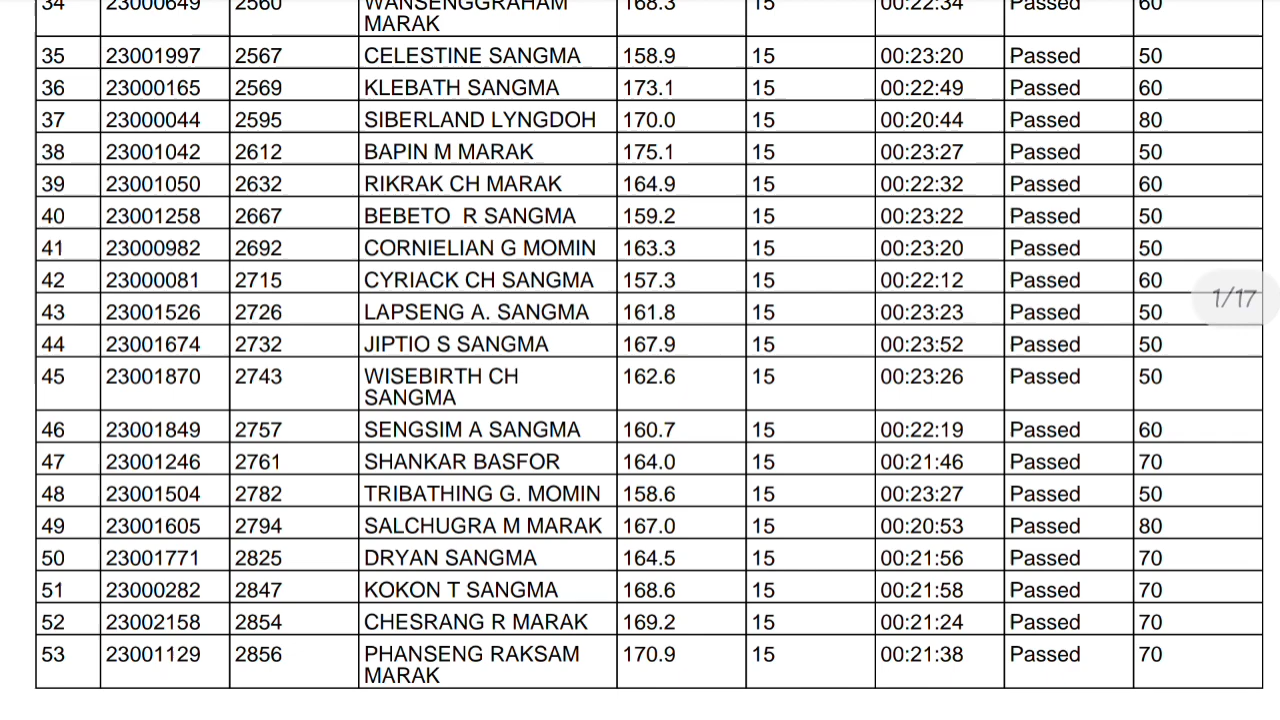 34 23000649 2560 WANSENGGRAHAM 168.3 15 00:22:34 Passed 60
MARAK
35 23001997 2567 CELESTINE SANGMA 158.9 15 00:23:20 Passed 50
36 23000165 2569 KLEBATH SANGMA 173.1 15 00:22:49 Passed 60
37 23000044 2595 SIBERLAND LYNGDOH 170.0 15 00:20:44 Passed 80
38 23001042 2612 BAPIN M MARAK 175.1 15 00:23:27 Passed 50
39 23001050 2632 RIKRAK CH MARAK 164.9 15 00:22:32 Passed 60
40 23001258 2667 BEBETO  R SANGMA 159.2 15 00:23:22 Passed 50
41 23000982 2692 CORNIELIAN G MOMIN 163.3 15 00:23:20 Passed 50
42 23000081 2715 CYRIACK CH SANGMA 157.3 15 00:22:12 Passed 60
1/17
43 23001526 2726 LAPSENG A. SANGMA 161.8 15 00:23:23 Passed 50
44 23001674 2732 JIPTIO S SANGMA 167.9 15 00:23:52 Passed 50
45 23001870 2743 WISEBIRTH CH 162.6 15 00:23:26 Passed 50
SANGMA
46 23001849 2757 SENGSIM A SANGMA 160.7 15 00:22:19 Passed 60
47 23001246 2761 SHANKAR BASFOR 164.0 15 00:21:46 Passed 70
48 23001504 2782 TRIBATHING G. MOMIN 158.6 15 00:23:27 Passed 50
49 23001605 2794 SALCHUGRA M MARAK 167.0 15 00:20:53 Passed 80
50 23001771 2825 DRYAN SANGMA 164.5 15 00:21:56 Passed 70
51 23000282 2847 KOKON T SANGMA 168.6 15 00:21:58 Passed 70
52 23002158 2854 CHESRANG R MARAK 169.2 15 00:21:24 Passed 70
53 23001129 2856 PHANSENG RAKSAM 170.9 15 00:21:38 Passed 70
MARAK